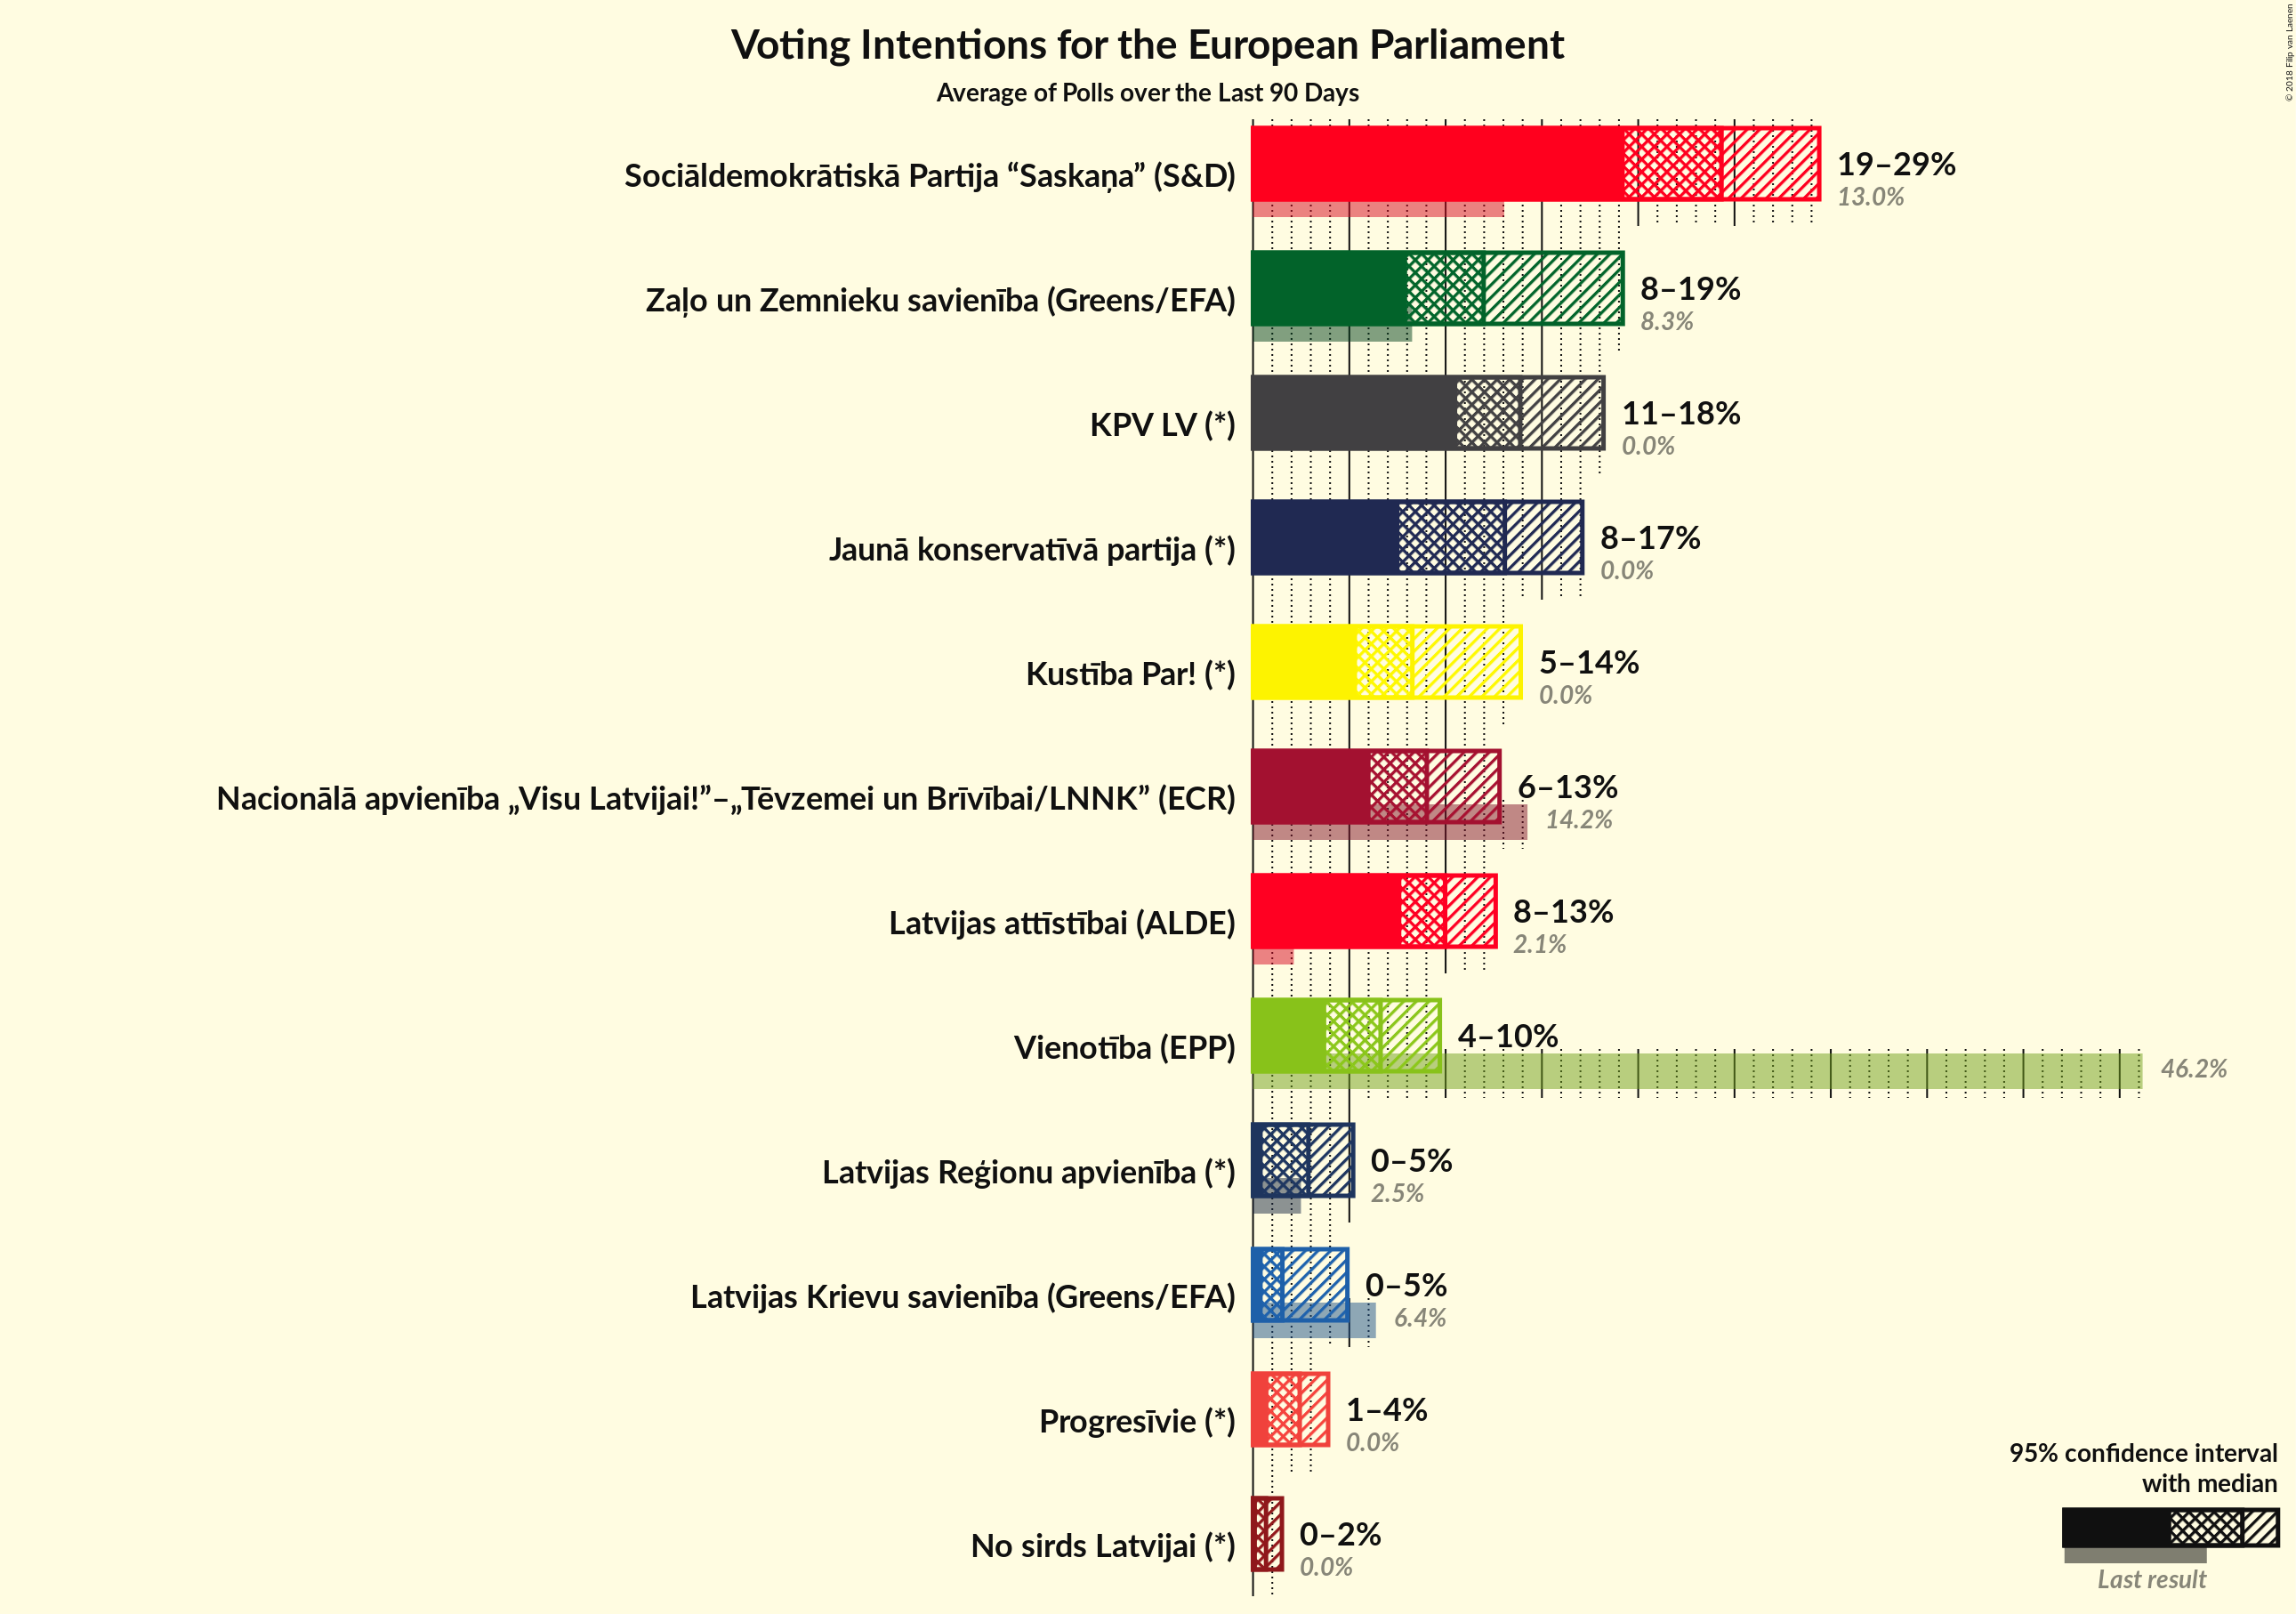 Voting Intentions for the European Parliament
Average of Polls over the Last 90 Days
© 2018 Filip van Laenen
Sociāldemokrātiskā Partija “Saskaņa” (S&D)
19–29%
13.0%
Zaļo un Zemnieku savienība (Greens/EFA)
8–19%
8.3%
KPV LV (*)
11–18%
0.0%
Jaunā konservatīvā partija (*)
8–17%
0.0%
Kustība Par! (*)
5–14%
0.0%
Nacionālā apvienība „Visu Latvijai!”–„Tēvzemei un Brīvībai/LNNK” (ECR)
6–13%
14.2%
Latvijas attīstībai (ALDE)
8–13%
2.1%
Vienotība (EPP)
4–10%
46.2%
Latvijas Reģionu apvienība (*)
0–5%
2.5%
Latvijas Krievu savienība (Greens/EFA)
0–5%
6.4%
Progresīvie (*)
1–4%
0.0%
No sirds Latvijai (*)
0–2%
0.0%
95% confidence interval
with median
Last result